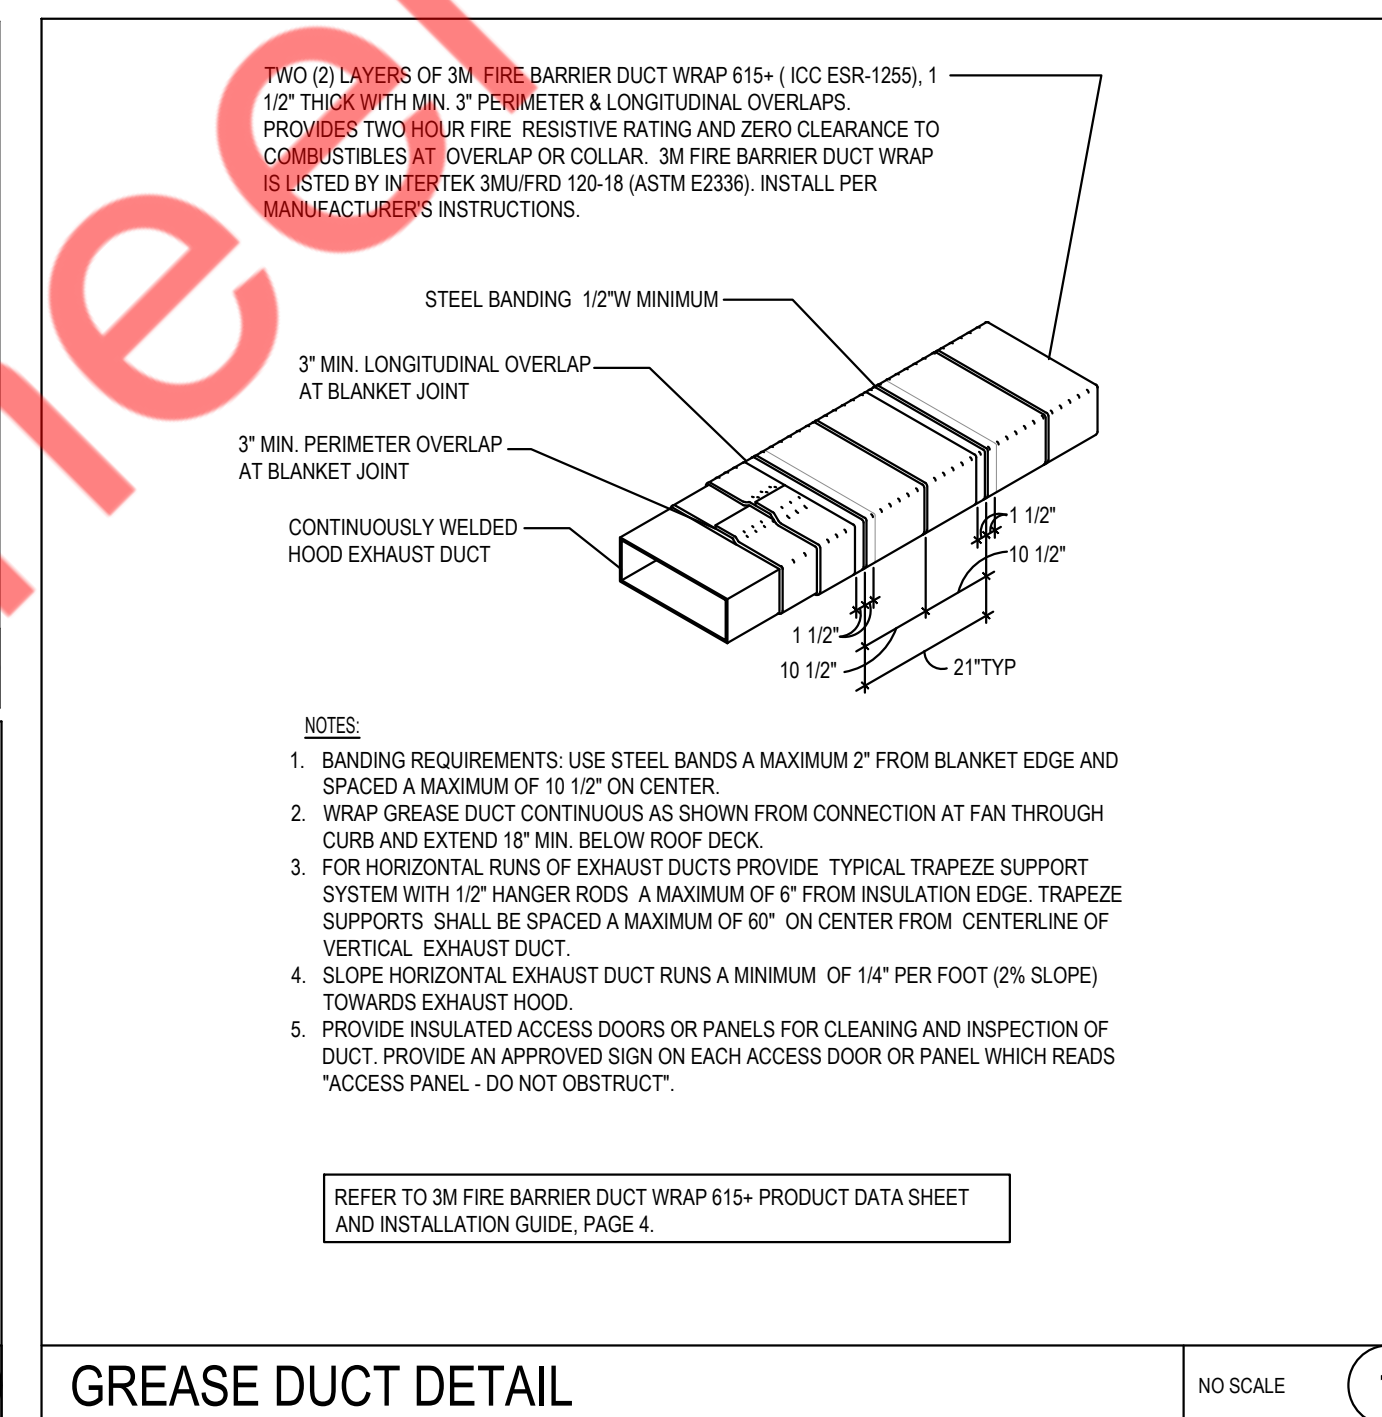 TWO (2) LAYERS OF 3M FIRE BARRIER DUCT WRAP 615+ ( ICC ESR-1255), 1
1/2" THICK WITH MIN. 3" PERIMETER & LONGITUDINAL OVERLAPS.
PROVIDES TWO HOUR FIRE RESISTIVE RATING AND ZERO CLEARANCE TO
COMBUSTIBLES AT OVERLAP OR COLLAR. 3M FIRE BARRIER DUCT WRAP
IS LISTED BY INTERTEK 3MU/FRD 120-18 (ASTM E2336). INSTALL PER
MANUFACTURER'S INSTRUCTIONS.
STEEL BANDING 1/2"W MINIMUM
3" MIN. LONGITUDINAL OVERLAP
AT BLANKET JOINT
3" MIN. PERIMETER OVERLAP
AT BLANKET JOINT
CONTINUOUSLY WELDED
HOOD EXHAUST DUCT
1 1/2"
10 1/2"
1 1/2"
10 1/2"
21"TYP
NOTES:
1. BANDING REQUIREMENTS: USE STEEL BANDS A MAXIMUM 2" FROM BLANKET EDGE AND
SPACED A MAXIMUM OF 10 1/2" ON CENTER.
2. WRAP GREASE DUCT CONTINUOUS AS SHOWN FROM CONNECTION AT FAN THROUGH
CURB AND EXTEND 18" MIN. BELOW ROOF DECK.
3. FOR HORIZONTAL RUNS OF EXHAUST DUCTS PROVIDE TYPICAL TRAPEZE SUPPORT
SYSTEM WITH 1/2" HANGER RODS A MAXIMUM OF 6" FROM INSULATION EDGE. TRAPEZE
SUPPORTS SHALL BE SPACED A MAXIMUM OF 60" ON CENTER FROM CENTERLINE OF
VERTICAL EXHAUST DUCT.
4. SLOPE HORIZONTAL EXHAUST DUCT RUNS A MINIMUM OF 1/4" PER FOOT (2% SLOPE)
TOWARDS EXHAUST HOOD.
5. PROVIDE INSULATED ACCESS DOORS OR PANELS FOR CLEANING AND INSPECTION OF
DUCT. PROVIDE AN APPROVED SIGN ON EACH ACCESS DOOR OR PANEL WHICH READS
"ACCESS PANEL - DO NOT OBSTRUCT".
REFER TO 3M FIRE BARRIER DUCT WRAP 615+ PRODUCT DATA SHEET
AND INSTALLATION GUIDE, PAGE 4.
GREASE DUCT DETAIL
NO SCALE